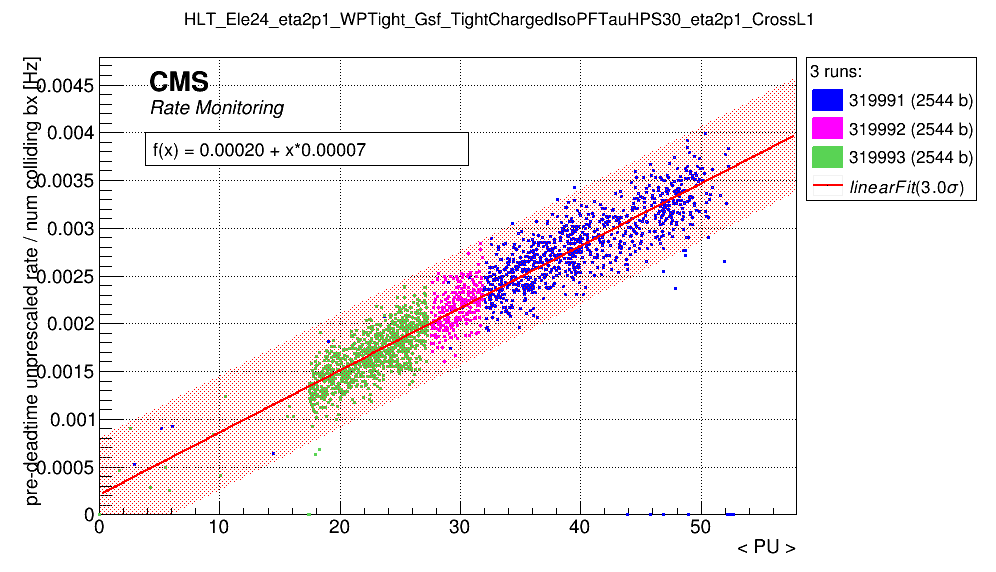 HLT_Ele24_eta2p1_WPTight_Gsf_TightChargedIsoPFTauHPS30_eta2p1_CrossL1
pre-deadtime unprescaled rate / num colliding bx [Hz]
CMS
Rate Monitoring
f(x) = 0.00020 + x*0.00007
0.0045
0.004
0.0035
0.003
0.0025
0.002
0.0015
0.001
0.0005
0
0 10 20 30 40 50
< PU >
3 runs:
319991 (2544 b)
319992 (2544 b)
319993 (2544 b)
linearFit(3.0σ)